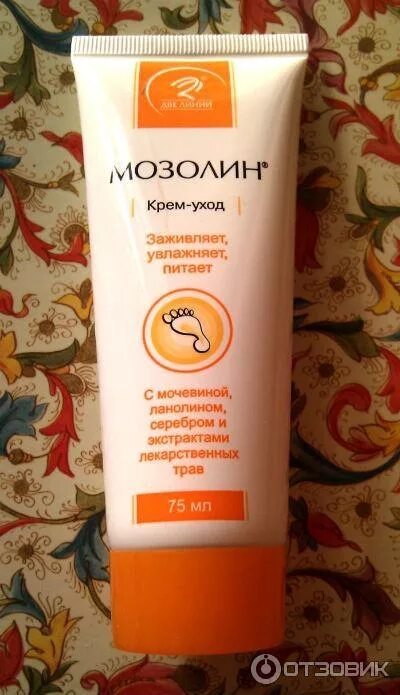 ДВЕ ЛИНИИ
МОЗОЛИН®
Крем-уход
Заживляет,
увлажняет,
питает
С мочевиной,
ланолином,
серебром и
экстрактами
лекарственных
трав
75 мл
ОТЗОВИК